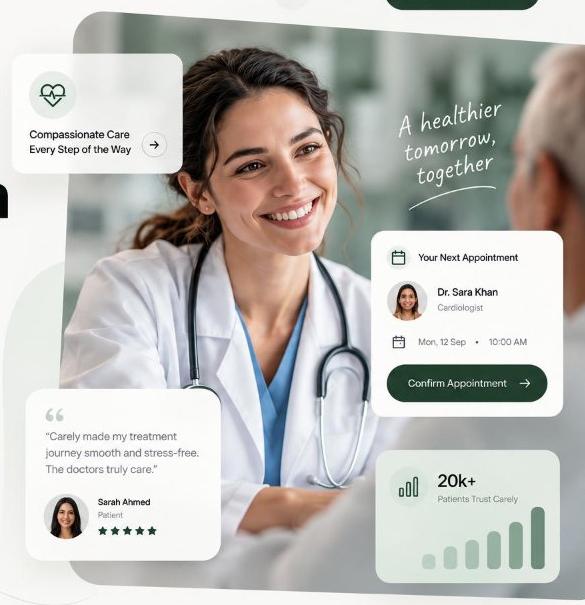 Compassionate Care
Every Step of the Way
A healthier
tomorrow,
together
Your Next Appointment
Dr. Sara Khan
Cardiologist
Mon, 12 Sep • 10:00 AM
Confirm Appointment
“Carely made my treatment
journey smooth and stress-free.
The doctors truly care.”
Sarah Ahmed
Patient
20k+
Patients Trust Carely